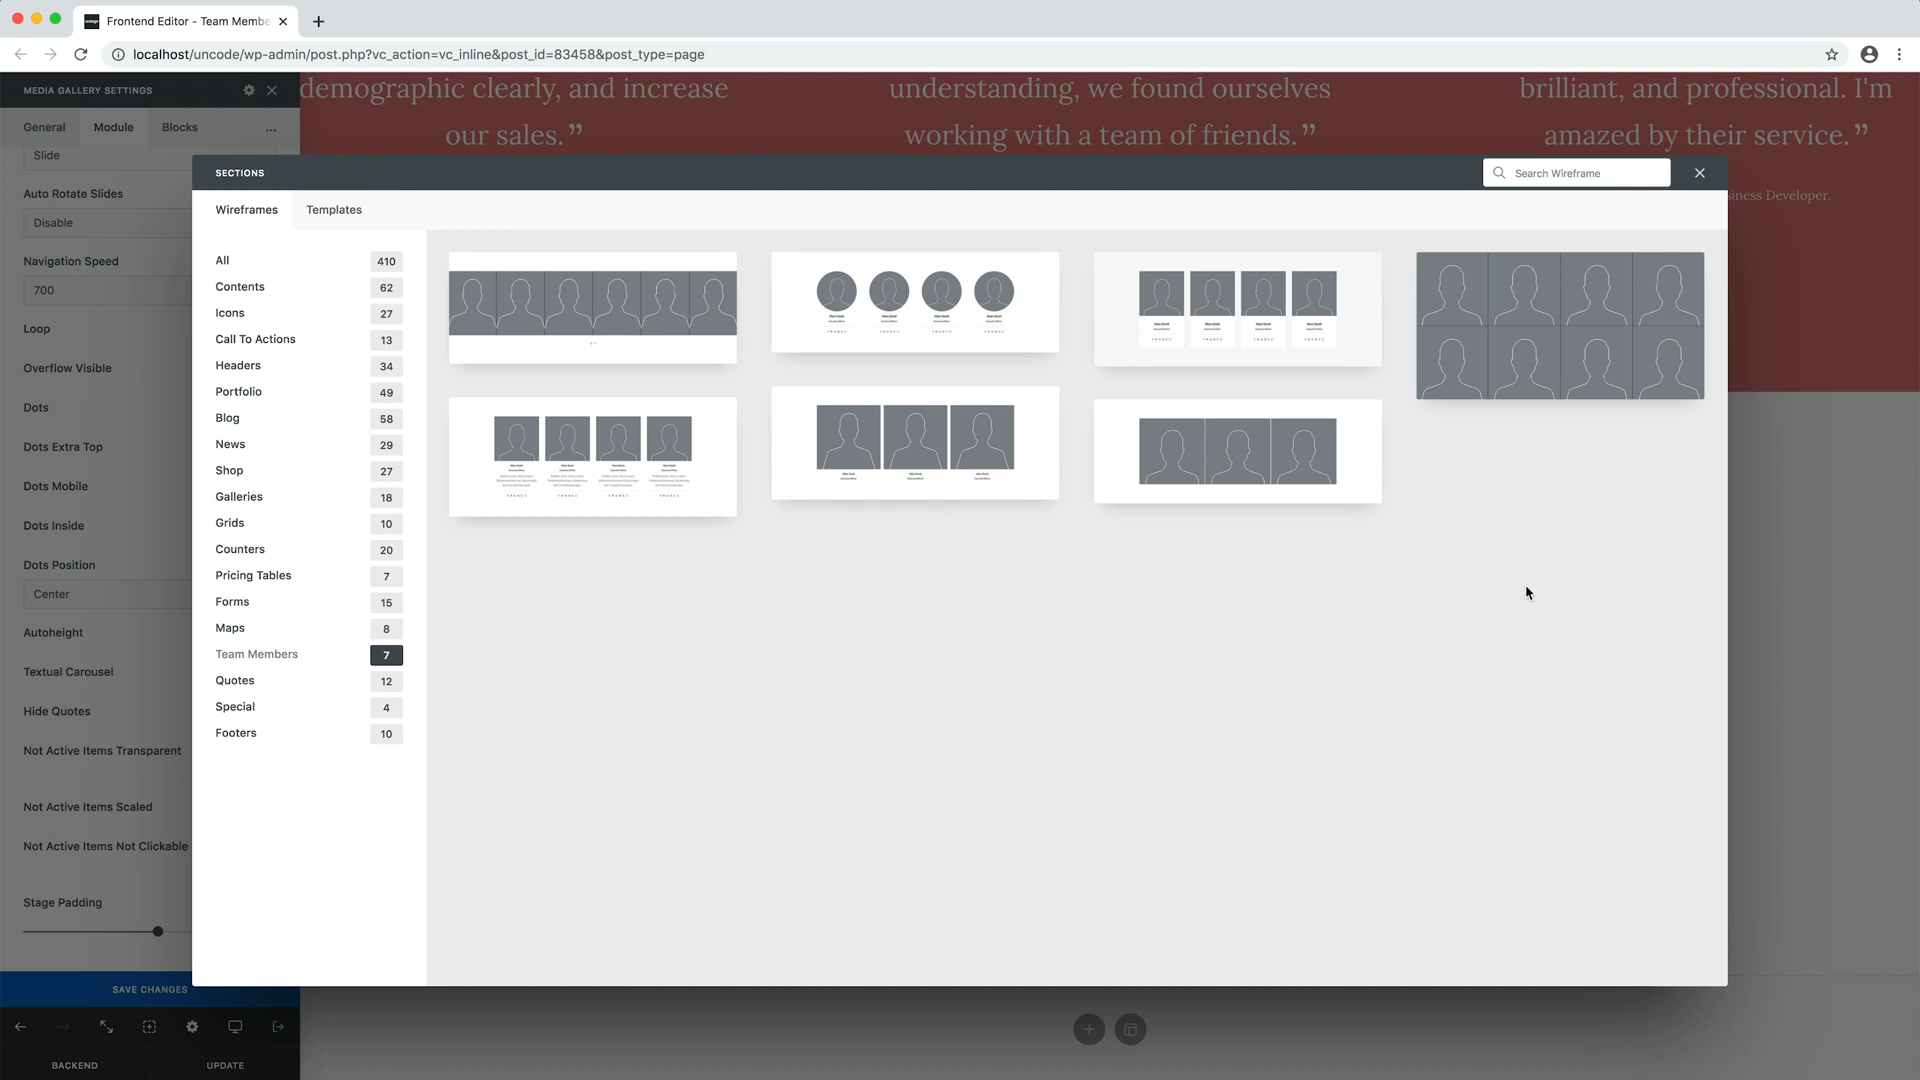 Frontend Editor - Team Membe
localhost/uncode/wp-admin/post.php?vc_action=vc_inline&post_id=83458&post_type=page
MEDIA GALLERY SETTINGS
General
Module
Blocks
...
Slide
Auto Rotate Slides
Disable
Navigation Speed
700
Loop
Overflow Visible
Dots
Dots Extra Top
Dots Mobile
Dots Inside
Dots Position
Center
Autoheight
Textual Carousel
Hide Quotes
Not Active Items Transparent
Not Active Items Scaled
Not Active Items Not Clickable
Stage Padding
SAVE CHANGES
BACKEND
UPDATE
demographic clearly, and increase
our sales.”
understanding, we found ourselves
working with a team of friends.”
brilliant, and professional. I'm
amazed by their service.”
siness Developer.
SECTIONS
Search Wireframe
Wireframes
Templates
All 410
Contents 62
Icons 27
Call To Actions 13
Headers 34
Portfolio 49
Blog 58
News 29
Shop 27
Galleries 18
Grids 10
Counters 20
Pricing Tables 7
Forms 15
Maps 8
Team Members 7
Quotes 12
Special 4
Footers 10